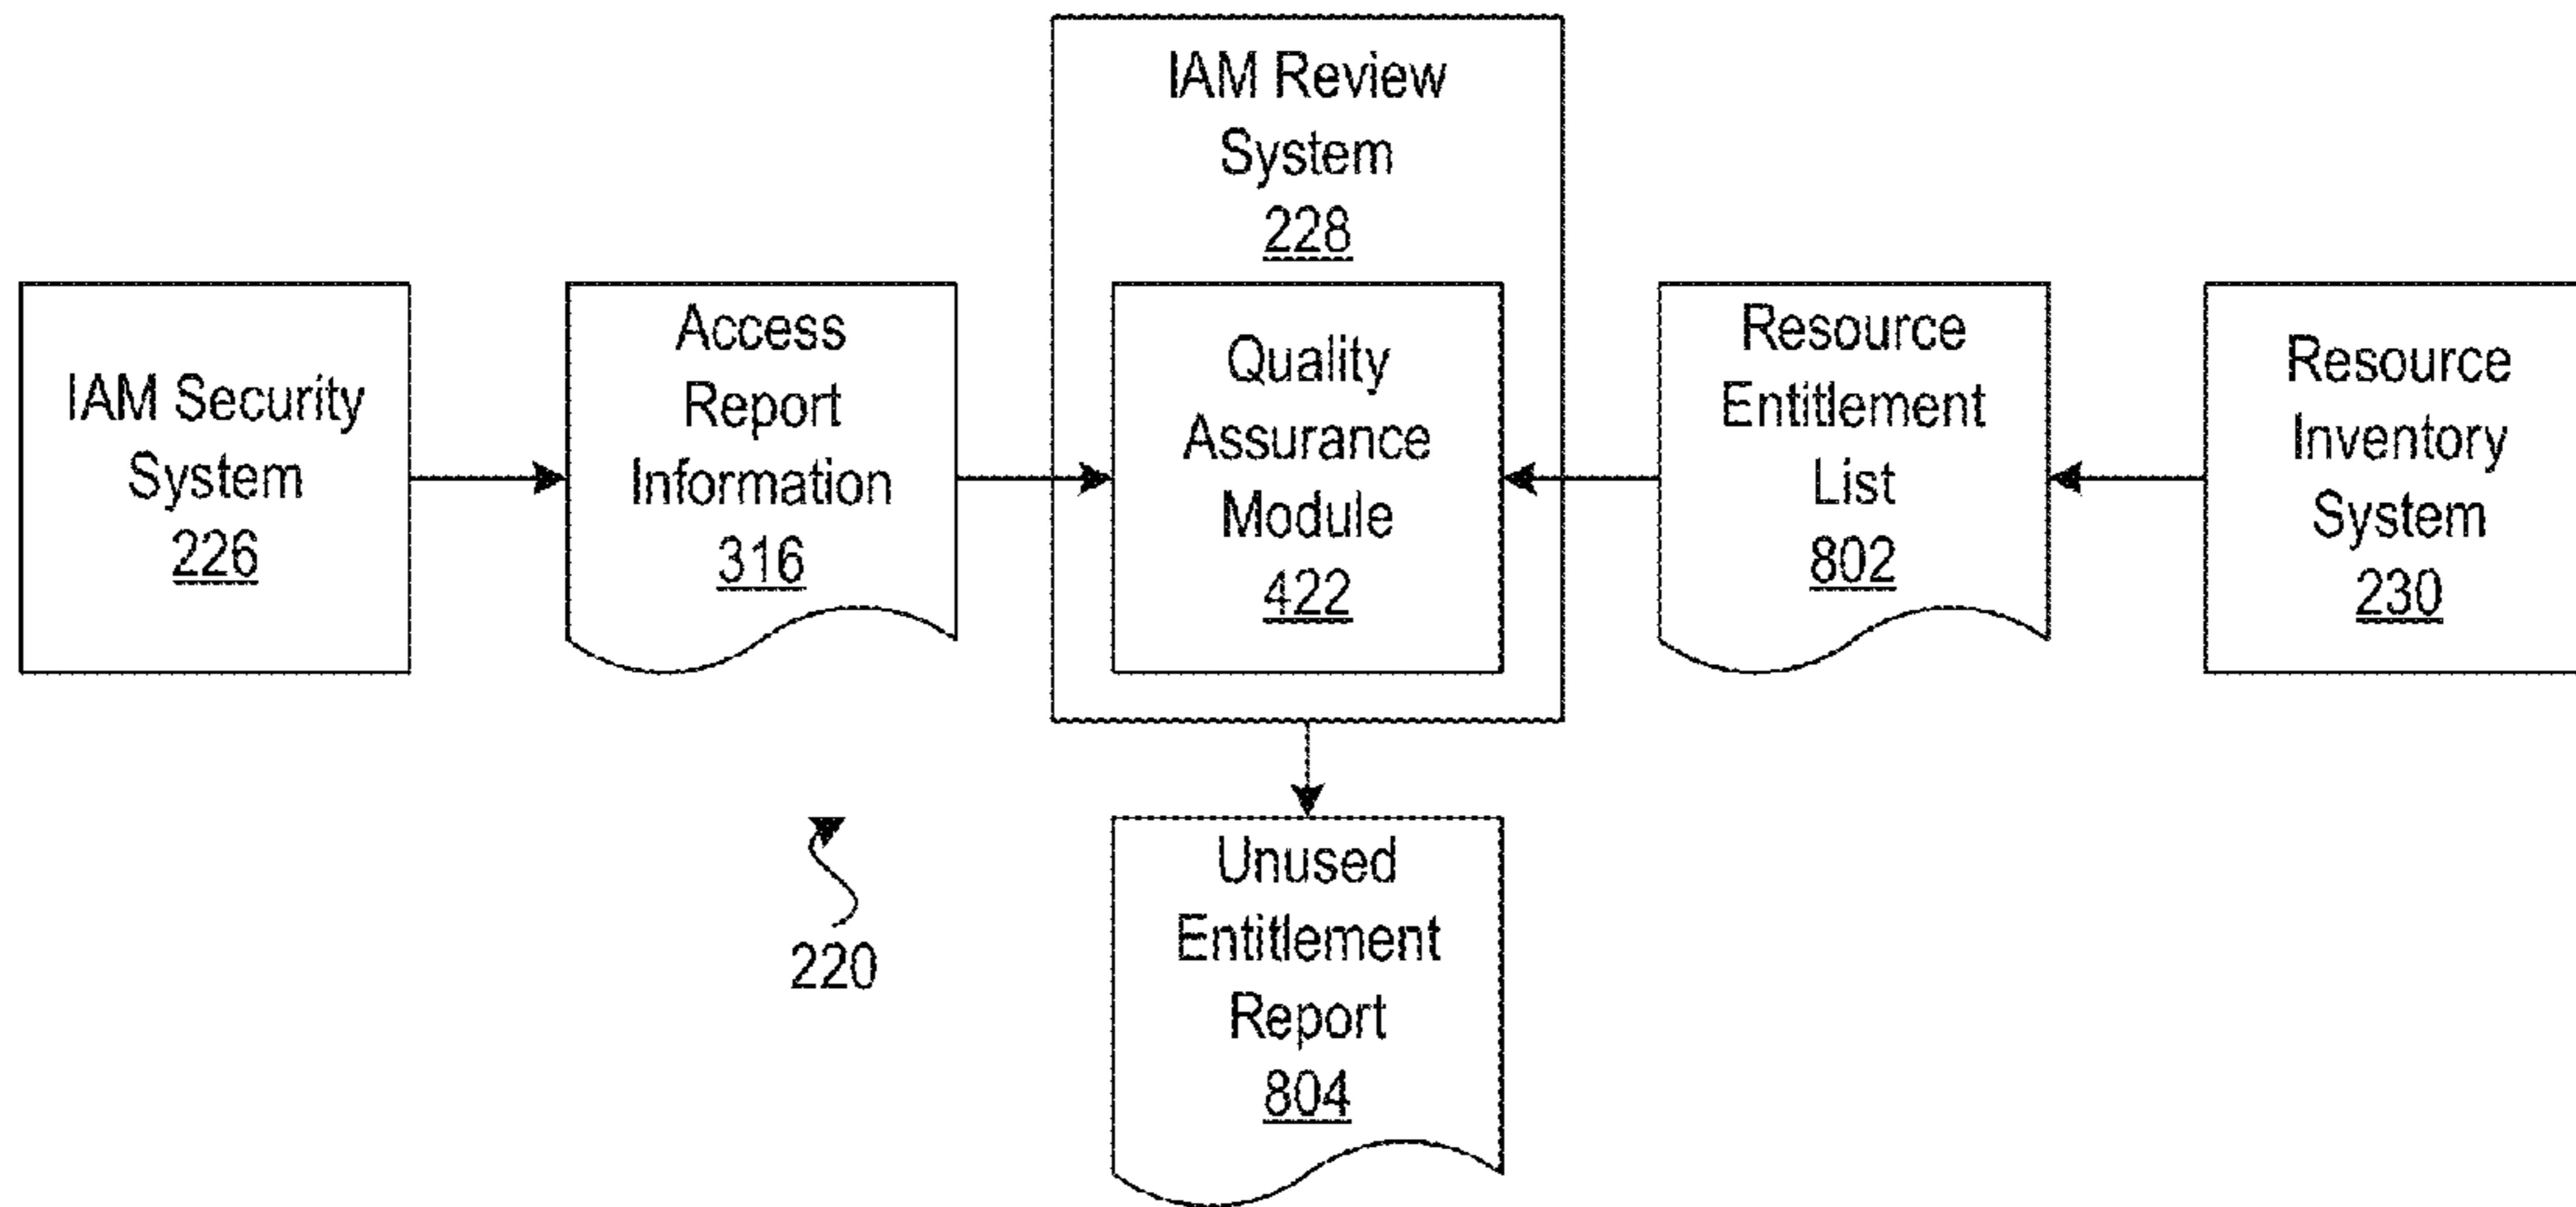 IAM Review
System
228
IAM Security
System
226
Access
Report
Information
316
Quality
Assurance
Module
422
Resource
Entitlement
List
802
Resource
Inventory
System
230
220
Unused
Entitlement
Report
804